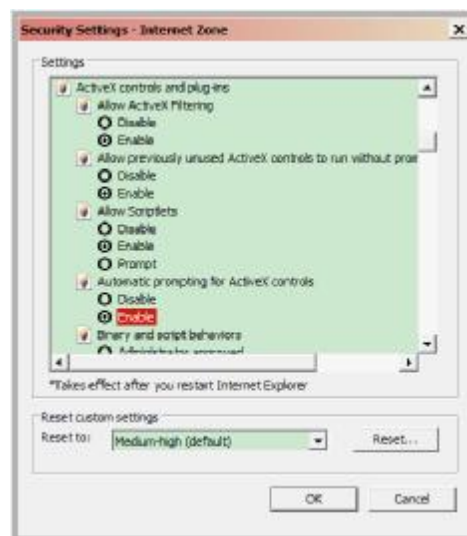 Security Settings - Internet Zone
Settings
ActiveX controls and plug-ins
Allow ActiveX Filtering
Disable
Enable
Allow previously unused ActiveX controls to run without prom
Disable
Enable
Allow Scriptlets
Disable
Enable
Prompt
Automatic prompting for ActiveX controls
Disable
Enable
Binary and script behaviors
Administrator approved
*Takes effect after you restart Internet Explorer
Reset custom settings
Reset to:
Medium-high (default)
Reset...
OK
Cancel